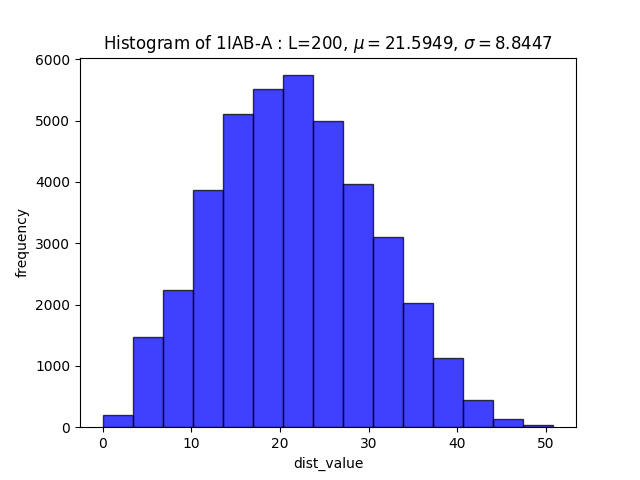 Histogram of 1IAB-A : L=200, μ = 21.5949, σ = 8.8447
6000
5000
4000
3000
2000
1000
0
frequency
0 10 20 30 40 50
dist_value